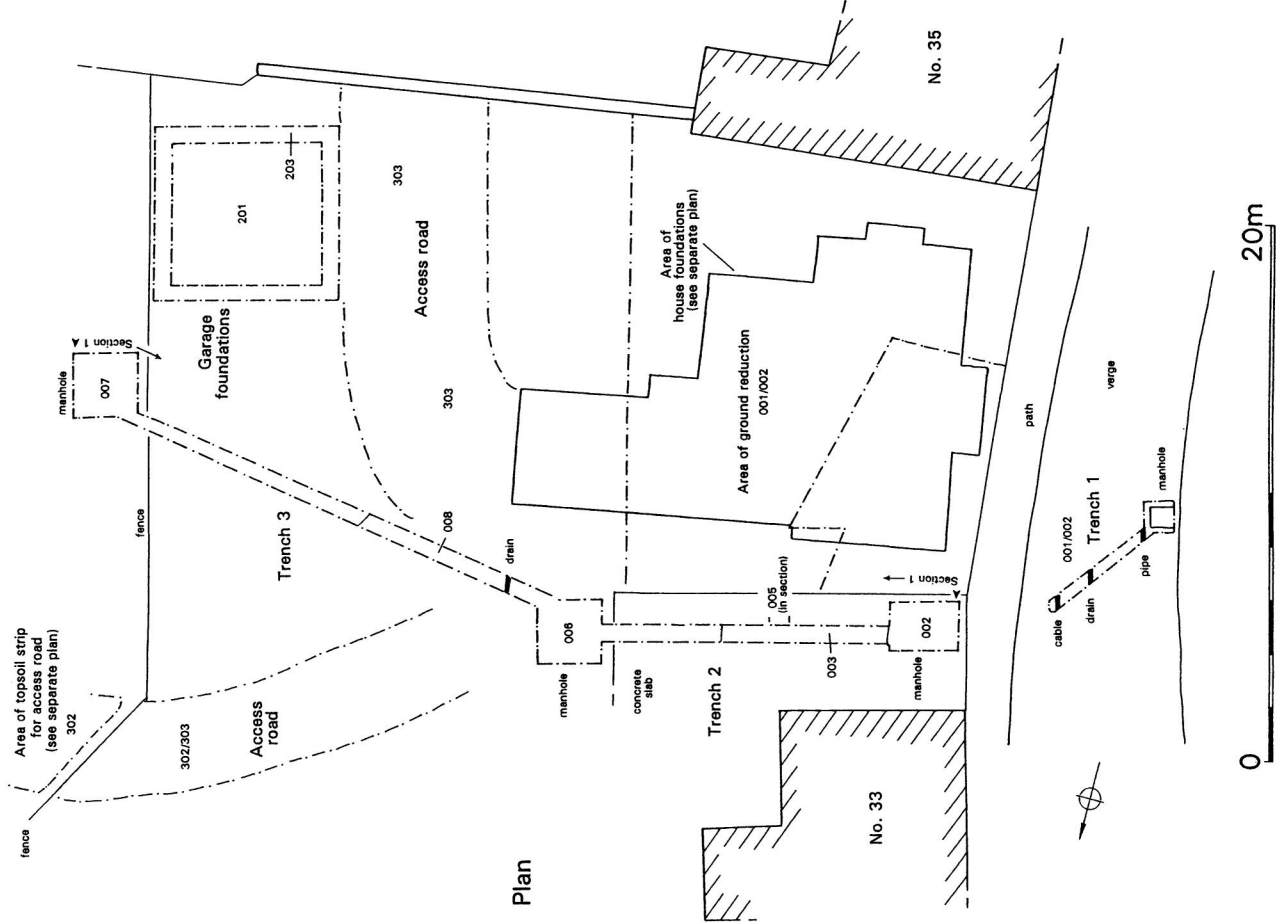 Plan
fence
Area of topsoil strip
for access road
(see separate plan)
302
302/303
Access
road
fence
Trench 3
manhole
007
Section 1
Garage
foundations
201
203
303
Access road
303
008
drain
006
manhole
concrete
slab
Trench 2
005
(in section)
003
Section 1
002
manhole
Area of
house foundations
(see separate plan)
Area of ground reduction
001/002
No. 35
No. 33
path
verge
Trench 1
001/002
cable
drain
pipe
manhole
0
20m